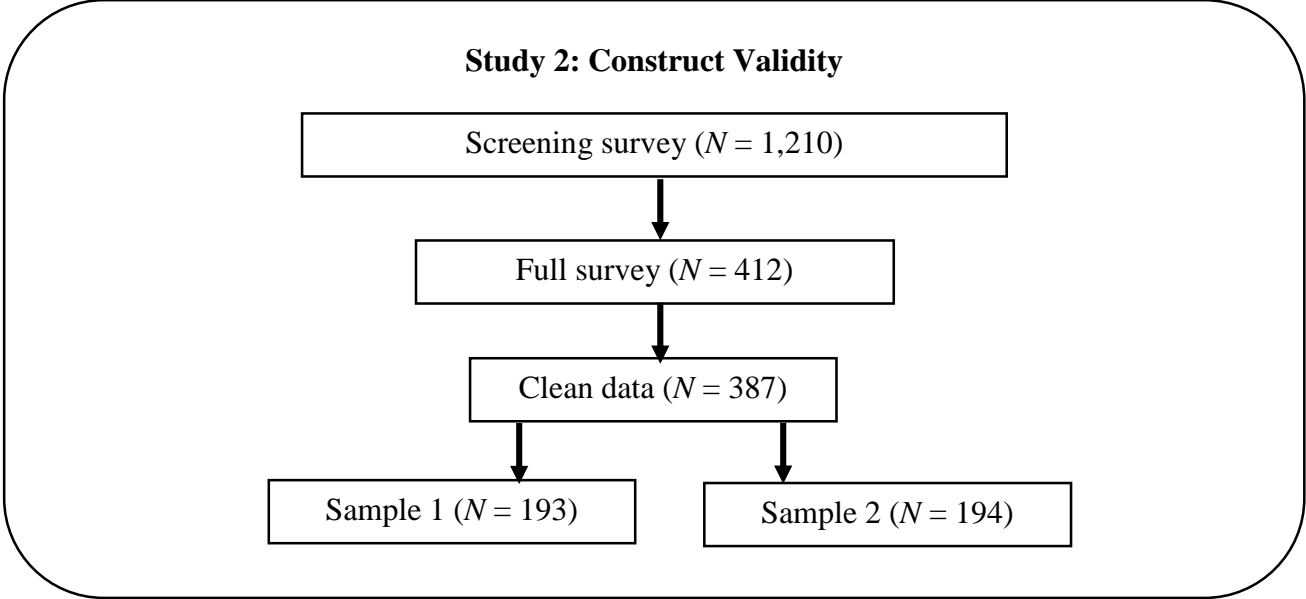 Study 2: Construct Validity
Screening survey (N = 1,210)
Full survey (N = 412)
Clean data (N = 387)
Sample 1 (N = 193)
Sample 2 (N = 194)